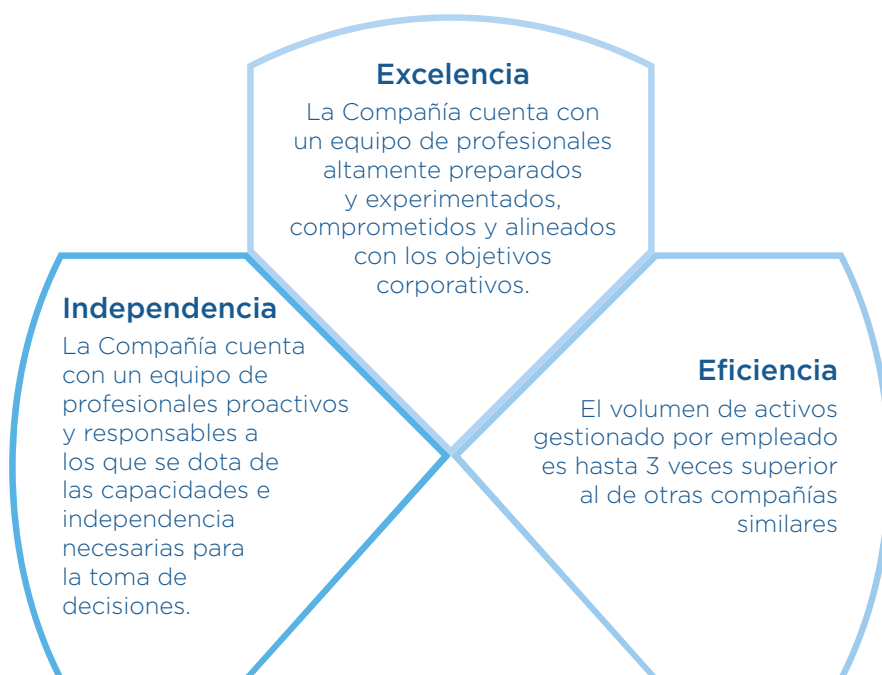 Excelencia
La Compañía cuenta con
un equipo de profesionales
altamente preparados
y experimentados,
comprometidos y alineados
con los objetivos
corporativos.
Independencia
La Compañía cuenta
con un equipo de
profesionales proactivos
y responsables a
los que se dota de
las capacidades e
independencia
necesarias para
la toma de
decisiones.
Eficiencia
El volumen de activos
gestionado por empleado
es hasta 3 veces superior
al de otras compañías
similares